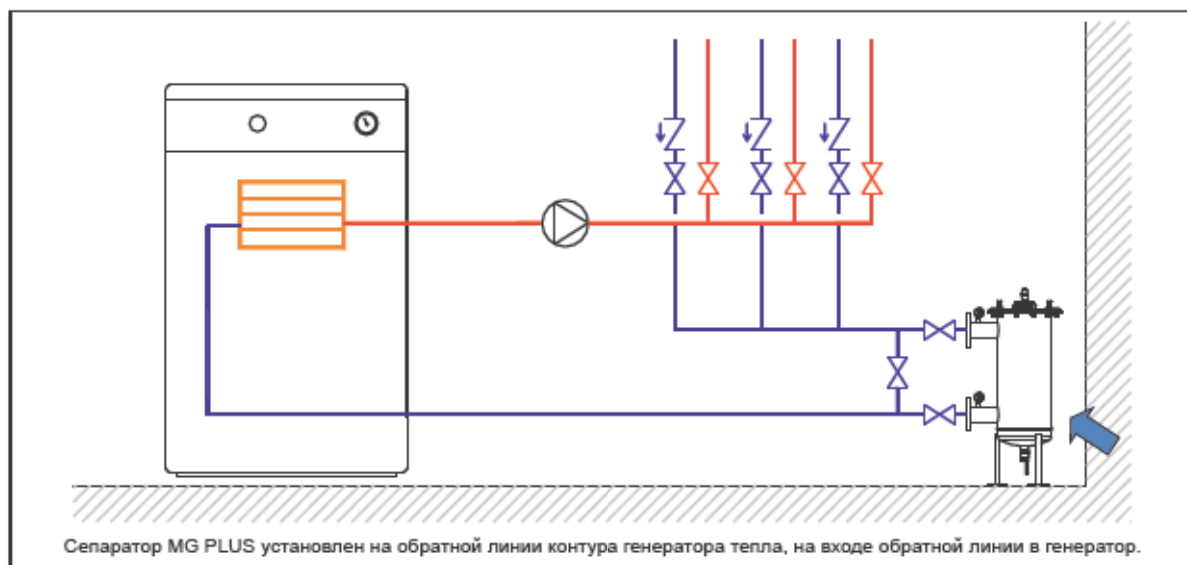 Сепаратор MG PLUS установлен на обратной линии контура генератора тепла, на входе обратной линии в генератор.